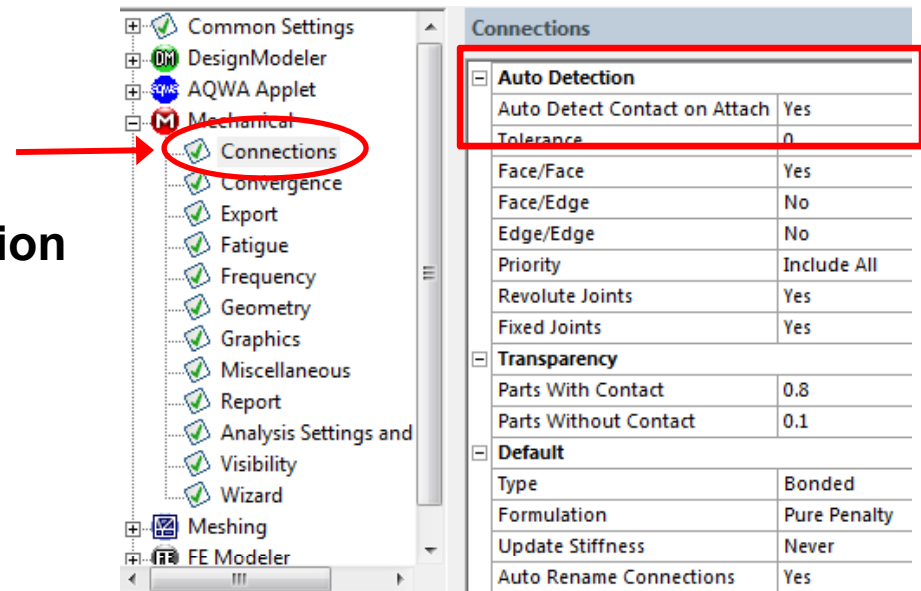 ion
Common Settings
DM DesignModeler
AQWA AQWA Applet
M Mechanical
Connections
Convergence
Export
Fatigue
Frequency
Geometry
Graphics
Miscellaneous
Report
Analysis Settings and
Visibility
Wizard
Meshing
FE FE Modeler
Connections
Auto Detection
Auto Detect Contact on Attach Yes
Tolerance 0
Face/Face Yes
Face/Edge No
Edge/Edge No
Priority Include All
Revolute Joints Yes
Fixed Joints Yes
Transparency
Parts With Contact 0.8
Parts Without Contact 0.1
Default
Type Bonded
Formulation Pure Penalty
Update Stiffness Never
Auto Rename Connections Yes